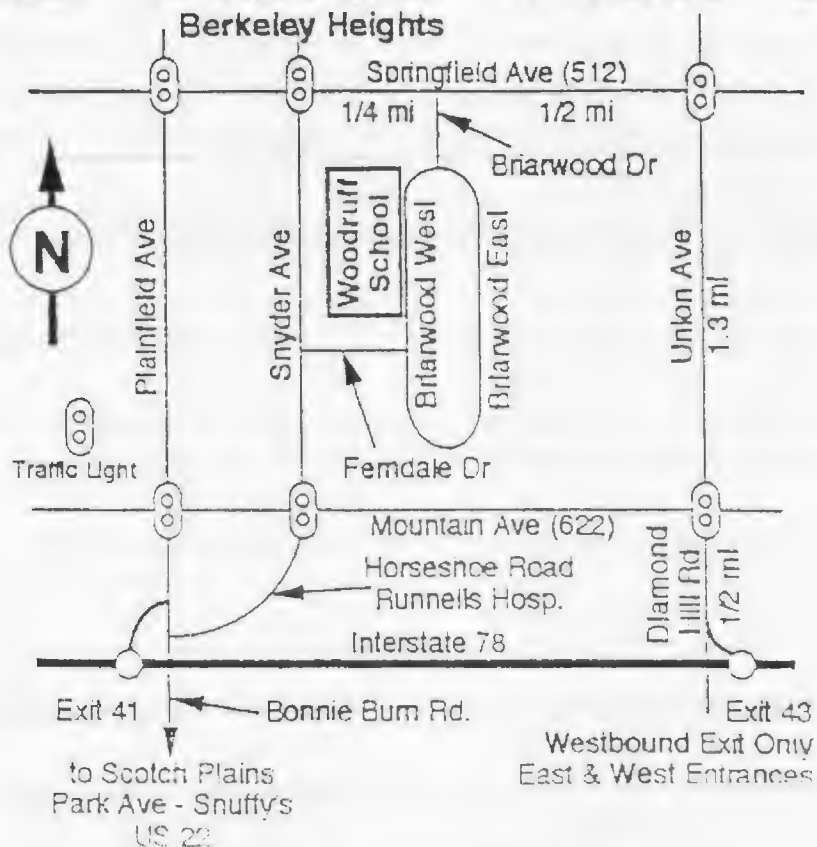 Berkeley Heights
Springfield Ave (512)
1/4 mi
1/2 mi
Briarwood Dr
N
Plainfield Ave
Snyder Ave
Woodruff
School
Briarwood West
Briarwood East
Union Ave
1.3 mi
Traffic Light
Ferndale Dr
Mountain Ave (622)
Horseshoe Road
Runnells Hosp.
Diamond
Hill Rd
1/2 mi
Interstate 78
Exit 41
Bonnie Burn Rd.
Exit 43
Westbound Exit Only
East & West Entrances
to Scotch Plains
Park Ave - Snuffy's
US 22